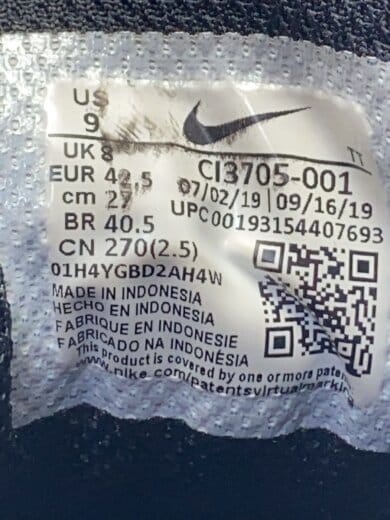 US
9
UK 8
EUR 42.5
cm 27
BR 40.5
CN 270(2.5)
TT
CI3705-001
07/02/19 | 09/16/19
UPC00193154407693
01H4YGBD2AH4W
MADE IN INDONESIA
HECHO EN INDONESIA
FABRIQUE EN INDONESIE
FABRICADO NA INDONÉSIA
This product is covered by one or more
www.nike.com/patentsvirtualmarking